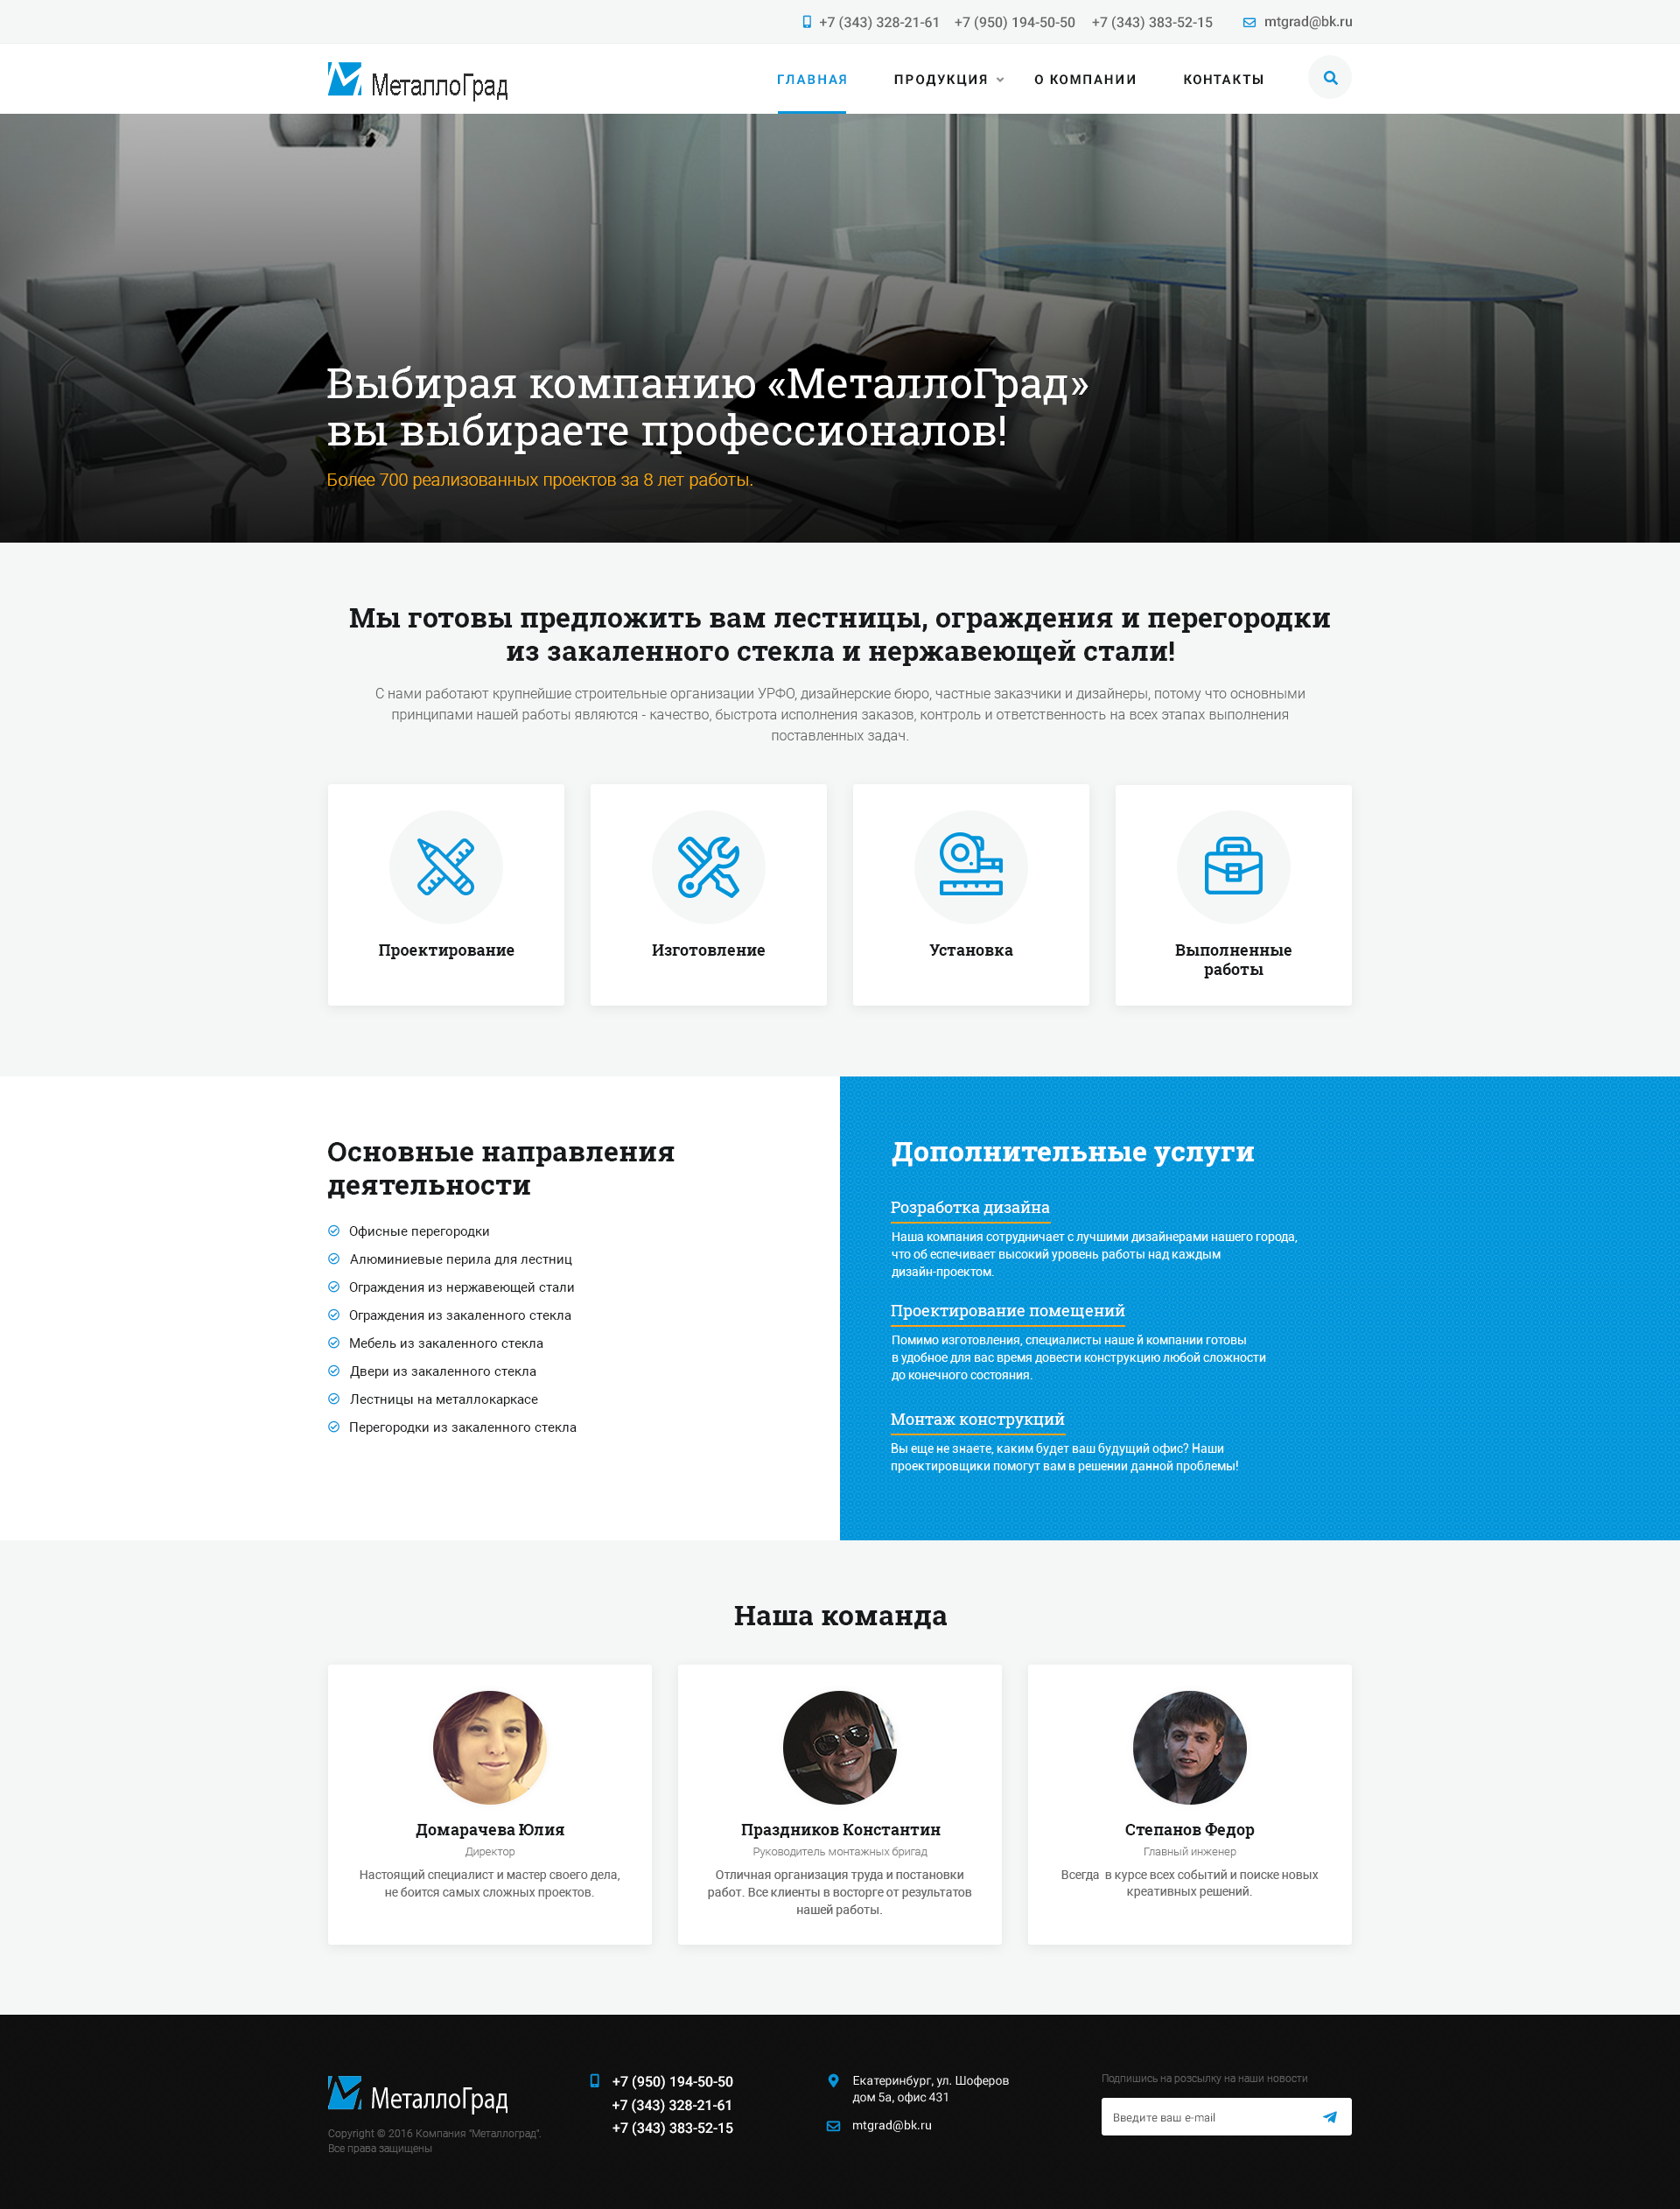 +7 (343) 328-21-61 +7 (950) 194-50-50 +7 (343) 383-52-15 mtgrad@bk.ru
МеталлоГрад
ГЛАВНАЯ ПРОДУКЦИЯ О КОМПАНИИ КОНТАКТЫ
Выбирая компанию «МеталлоГрад»
вы выбираете профессионалов!
Более 700 реализованных проектов за 8 лет работы.
Мы готовы предложить вам лестницы, ограждения и перегородки
из закаленного стекла и нержавеющей стали!
С нами работают крупнейшие строительные организации УРФО, дизайнерские бюро, частные заказчики и дизайнеры, потому что основными
принципами нашей работы являются - качество, быстрота исполнения заказов, контроль и ответственность на всех этапах выполнения
поставленных задач.
Проектирование
Изготовление
Установка
Выполненные
работы
Основные направления
деятельности
Офисные перегородки
Алюминиевые перила для лестниц
Ограждения из нержавеющей стали
Ограждения из закаленного стекла
Мебель из закаленного стекла
Двери из закаленного стекла
Лестницы на металлокаркасе
Перегородки из закаленного стекла
Дополнительные услуги
Розработка дизайна
Наша компания сотрудничает с лучшими дизайнерами нашего города,
что об еспечивает высокий уровень работы над каждым
дизайн-проектом.
Проектирование помещений
Помимо изготовления, специалисты наше й компании готовы
в удобное для вас время довести конструкцию любой сложности
до конечного состояния.
Монтаж конструкций
Вы еще не знаете, каким будет ваш будущий офис? Наши
проектировщики помогут вам в решении данной проблемы!
Наша команда
Домарачева Юлия
Директор
Настоящий специалист и мастер своего дела,
не боится самых сложных проектов.
Праздников Константин
Руководитель монтажных бригад
Отличная организация труда и постановки
работ. Все клиенты в восторге от результатов
нашей работы.
Степанов Федор
Главный инженер
Всегда в курсе всех событий и поиске новых
креативных решений.
МеталлоГрад
Copyright © 2016 Компания "Металлоград".
Все права защищены
+7 (950) 194-50-50
+7 (343) 328-21-61
+7 (343) 383-52-15
Екатеринбург, ул. Шоферов
дом 5а, офис 431
mtgrad@bk.ru
Подпишись на розсылку на наши новости
Введите ваш e-mail